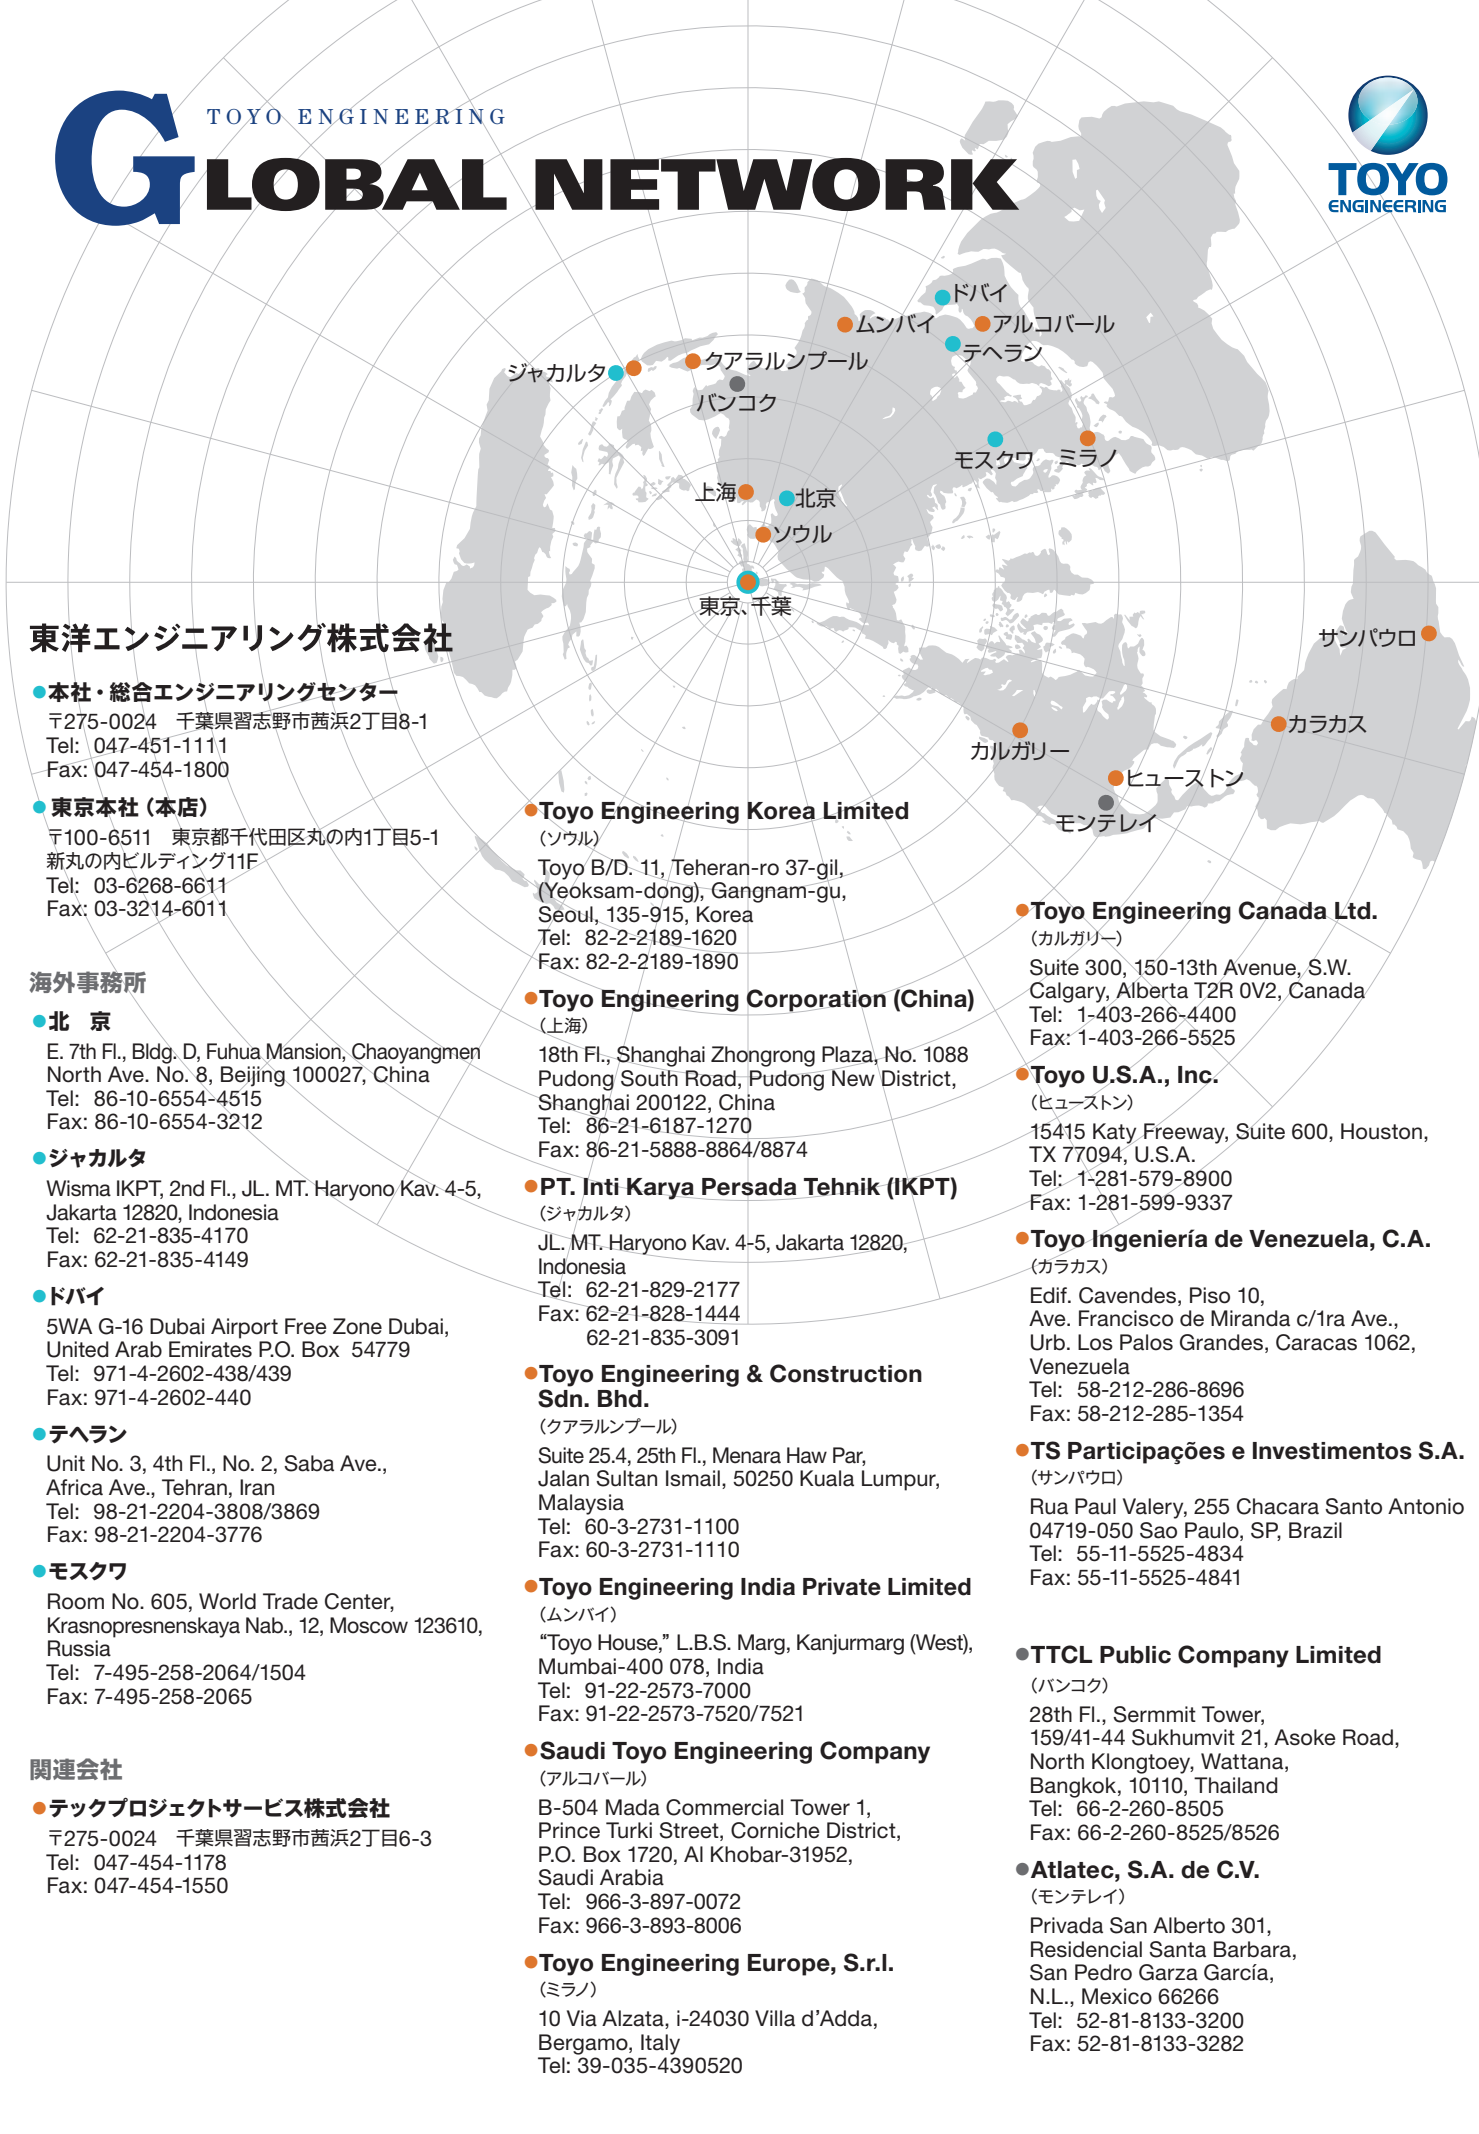 TOYO ENGINEERING
GLOBAL NETWORK
TOYO
ENGINEERING
ドバイ
ムンバイ
アルコバール
テヘラン
クアラルンプール
ジャカルタ
バンコク
モスクワ
ミラノ
上海
北京
ソウル
東京、千葉
サンパウロ
カラカス
カルガリー
ヒューストン
モンテレイ
東洋エンジニアリング株式会社
●本社・総合エンジニアリングセンター
〒275-0024 千葉県習志野市茜浜2丁目8-1
Tel: 047-451-1111
Fax: 047-454-1800
●東京本社（本店）
〒100-6511 東京都千代田区丸の内1丁目5-1
新丸の内ビルディング11F
Tel: 03-6268-6611
Fax: 03-3214-6011
海外事務所
●北 京
E. 7th Fl., Bldg. D, Fuhua Mansion, Chaoyangmen
North Ave. No. 8, Beijing 100027, China
Tel: 86-10-6554-4515
Fax: 86-10-6554-3212
●ジャカルタ
Wisma IKPT, 2nd Fl., JL. MT. Haryono Kav. 4-5,
Jakarta 12820, Indonesia
Tel: 62-21-835-4170
Fax: 62-21-835-4149
●ドバイ
5WA G-16 Dubai Airport Free Zone Dubai,
United Arab Emirates P.O. Box 54779
Tel: 971-4-2602-438/439
Fax: 971-4-2602-440
●テヘラン
Unit No. 3, 4th Fl., No. 2, Saba Ave.,
Africa Ave., Tehran, Iran
Tel: 98-21-2204-3808/3869
Fax: 98-21-2204-3776
●モスクワ
Room No. 605, World Trade Center,
Krasnopresnenskaya Nab., 12, Moscow 123610,
Russia
Tel: 7-495-258-2064/1504
Fax: 7-495-258-2065
関連会社
●テックプロジェクトサービス株式会社
〒275-0024 千葉県習志野市茜浜2丁目6-3
Tel: 047-454-1178
Fax: 047-454-1550
●Toyo Engineering Korea Limited
（ソウル）
Toyo B/D. 11, Teheran-ro 37-gil,
(Yeoksam-dong), Gangnam-gu,
Seoul, 135-915, Korea
Tel: 82-2-2189-1620
Fax: 82-2-2189-1890
●Toyo Engineering Corporation (China)
（上海）
18th Fl., Shanghai Zhongrong Plaza, No. 1088
Pudong South Road, Pudong New District,
Shanghai 200122, China
Tel: 86-21-6187-1270
Fax: 86-21-5888-8864/8874
●PT. Inti Karya Persada Tehnik (IKPT)
（ジャカルタ）
JL. MT. Haryono Kav. 4-5, Jakarta 12820,
Indonesia
Tel: 62-21-829-2177
Fax: 62-21-828-1444
62-21-835-3091
●Toyo Engineering & Construction
Sdn. Bhd.
（クアラルンプール）
Suite 25.4, 25th Fl., Menara Haw Par,
Jalan Sultan Ismail, 50250 Kuala Lumpur,
Malaysia
Tel: 60-3-2731-1100
Fax: 60-3-2731-1110
●Toyo Engineering India Private Limited
（ムンバイ）
“Toyo House,” L.B.S. Marg, Kanjurmarg (West),
Mumbai-400 078, India
Tel: 91-22-2573-7000
Fax: 91-22-2573-7520/7521
●Saudi Toyo Engineering Company
（アルコバール）
B-504 Mada Commercial Tower 1,
Prince Turki Street, Corniche District,
P.O. Box 1720, Al Khobar-31952,
Saudi Arabia
Tel: 966-3-897-0072
Fax: 966-3-893-8006
●Toyo Engineering Europe, S.r.l.
（ミラノ）
10 Via Alzata, i-24030 Villa d’Adda,
Bergamo, Italy
Tel: 39-035-4390520
●Toyo Engineering Canada Ltd.
（カルガリー）
Suite 300, 150-13th Avenue, S.W.
Calgary, Alberta T2R 0V2, Canada
Tel: 1-403-266-4400
Fax: 1-403-266-5525
●Toyo U.S.A., Inc.
（ヒューストン）
15415 Katy Freeway, Suite 600, Houston,
TX 77094, U.S.A.
Tel: 1-281-579-8900
Fax: 1-281-599-9337
●Toyo Ingeniería de Venezuela, C.A.
（カラカス）
Edif. Cavendes, Piso 10,
Ave. Francisco de Miranda c/1ra Ave.,
Urb. Los Palos Grandes, Caracas 1062,
Venezuela
Tel: 58-212-286-8696
Fax: 58-212-285-1354
●TS Participações e Investimentos S.A.
（サンパウロ）
Rua Paul Valery, 255 Chacara Santo Antonio
04719-050 Sao Paulo, SP, Brazil
Tel: 55-11-5525-4834
Fax: 55-11-5525-4841
●TTCL Public Company Limited
（バンコク）
28th Fl., Sermmit Tower,
159/41-44 Sukhumvit 21, Asoke Road,
North Klongtoey, Wattana,
Bangkok, 10110, Thailand
Tel: 66-2-260-8505
Fax: 66-2-260-8525/8526
●Atlatec, S.A. de C.V.
（モンテレイ）
Privada San Alberto 301,
Residencial Santa Barbara,
San Pedro Garza García,
N.L., Mexico 66266
Tel: 52-81-8133-3200
Fax: 52-81-8133-3282